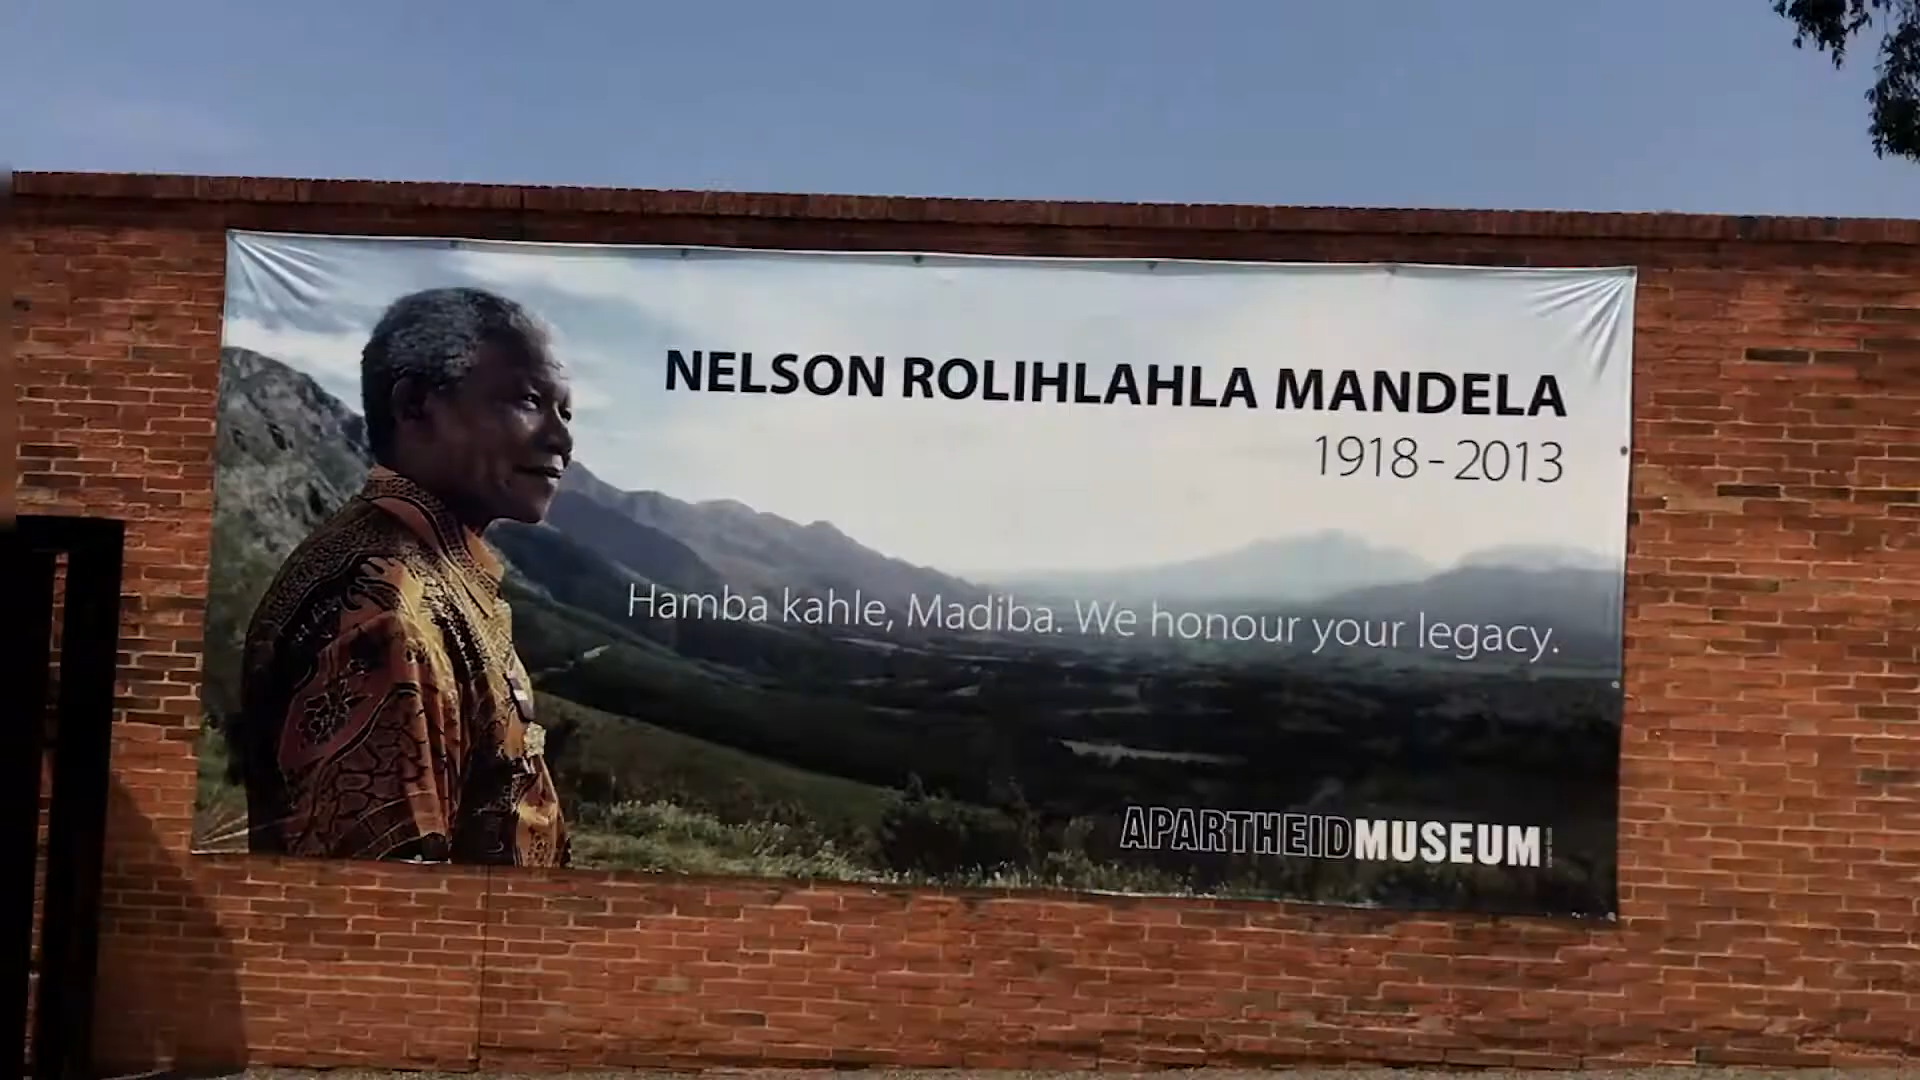 NELSON ROLIHLAHLA MANDELA
1918-2013
Hamba kahle, Madiba. We honour your legacy.
APARTHEIDMUSEUM